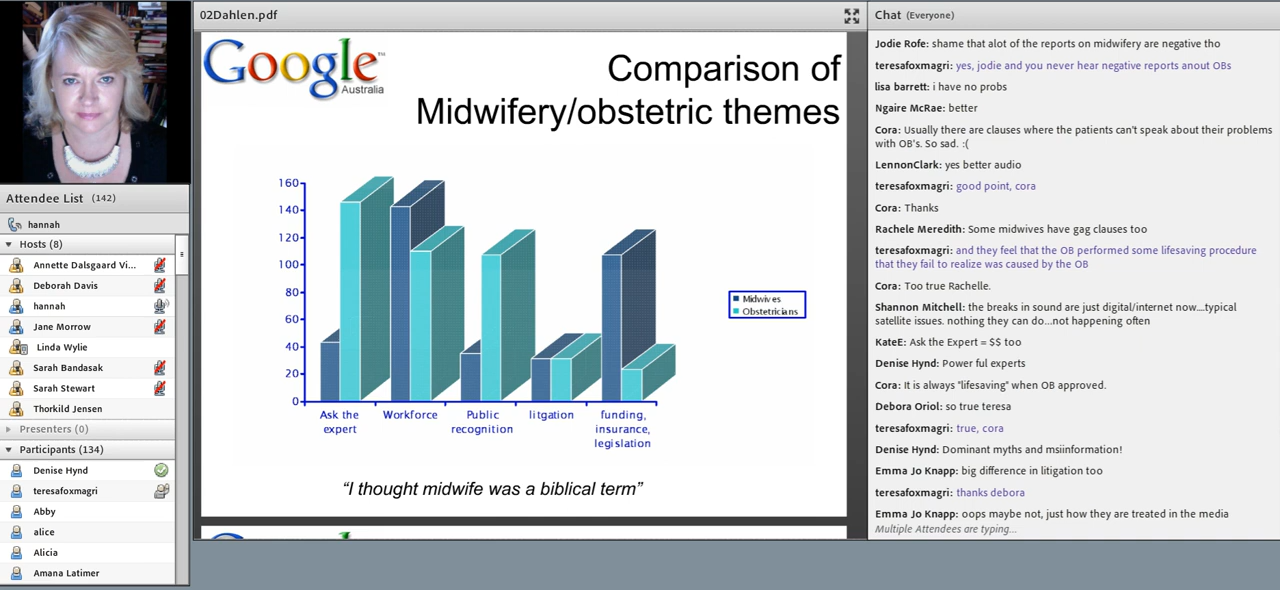 02Dahlen.pdf
Attendee List (142)
hannah
Hosts (8)
Annette Dalsgaard Vi...
Deborah Davis
hannah
Jane Morrow
Linda Wylie
Sarah Bandasak
Sarah Stewart
Thorkild Jensen
Presenters (0)
Participants (134)
Denise Hynd
teresafoxmagri
Abby
alice
Alicia
Amana Latimer
Google™
Australia
Comparison of
Midwifery/obstetric themes
160
140
120
100
80
60
40
20
0
Ask the
expert
Workforce
Public
recognition
litgation
funding,
insurance,
legislation
Midwives
Obstetricians
“I thought midwife was a biblical term”
Chat (Everyone)
Jodie Rofe: shame that alot of the reports on midwifery are negative tho
teresafoxmagri: yes, jodie and you never hear negative reports anout OBs
lisa barrett: i have no probs
Ngaire McRae: better
Cora: Usually there are clauses where the patients can't speak about their problems
with OB's. So sad. :(
LennonClark: yes better audio
teresafoxmagri: good point, cora
Cora: Thanks
Rachele Meredith: Some midwives have gag clauses too
teresafoxmagri: and they feel that the OB performed some lifesaving procedure
that they fail to realize was caused by the OB
Cora: Too true Rachelle.
Shannon Mitchell: the breaks in sound are just digital/internet now....typical
satellite issues. nothing they can do...not happening often
KateE: Ask the Expert = $$ too
Denise Hynd: Power ful experts
Cora: It is always "lifesaving" when OB approved.
Debora Oriol: so true teresa
teresafoxmagri: true, cora
Denise Hynd: Dominant myths and msiinformation!
Emma Jo Knapp: big difference in litigation too
teresafoxmagri: thanks debora
Emma Jo Knapp: oops maybe not, just how they are treated in the media
Multiple Attendees are typing...